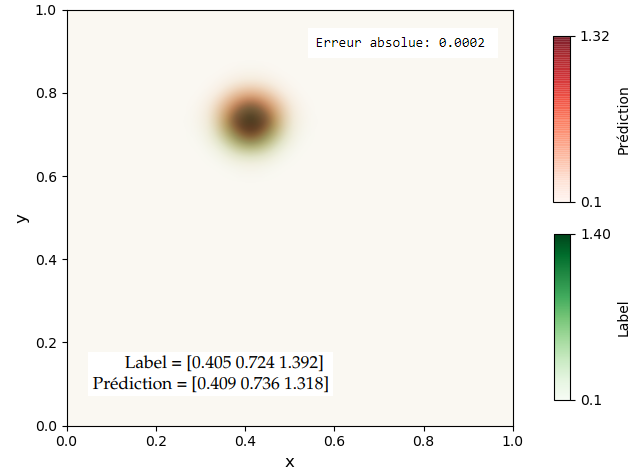 1.0
0.8
0.6
0.4
0.2
0.0
y
0.0 0.2 0.4 0.6 0.8 1.0
x
Erreur absolue: 0.0002
Label = [0.405 0.724 1.392]
Prédiction = [0.409 0.736 1.318]
1.32
0.1
Prédiction
1.40
0.1
Label